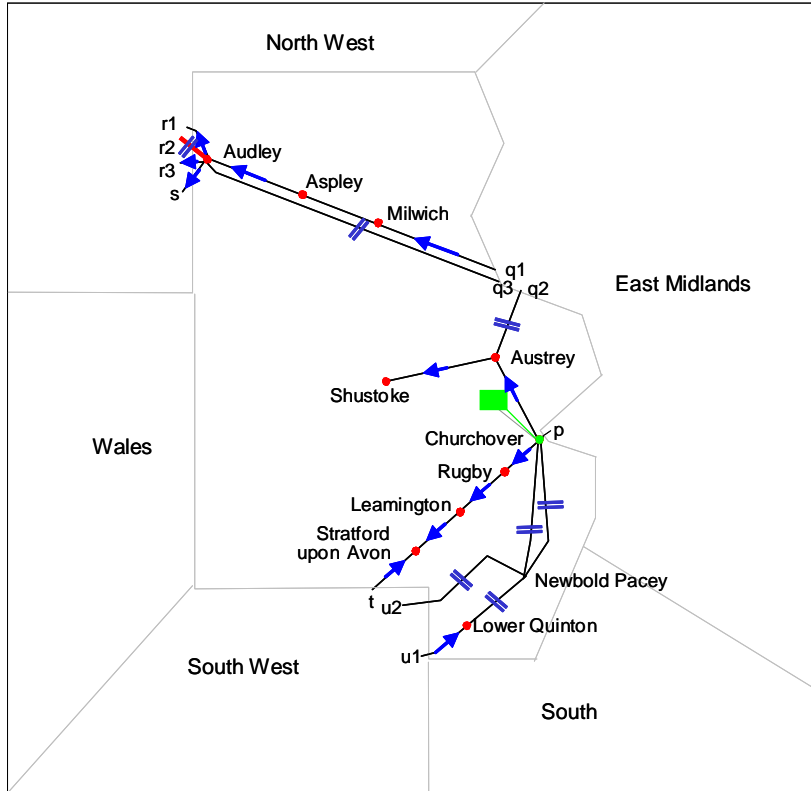 North West
r1
r2
Audley
r3
s
Aspley
Milwich
q1
q3
q2
East Midlands
Austrey
Shustoke
p
Churchover
Wales
Rugby
Leamington
Stratford
upon Avon
Newbold Pacey
t
u2
Lower Quinton
u1
South West
South